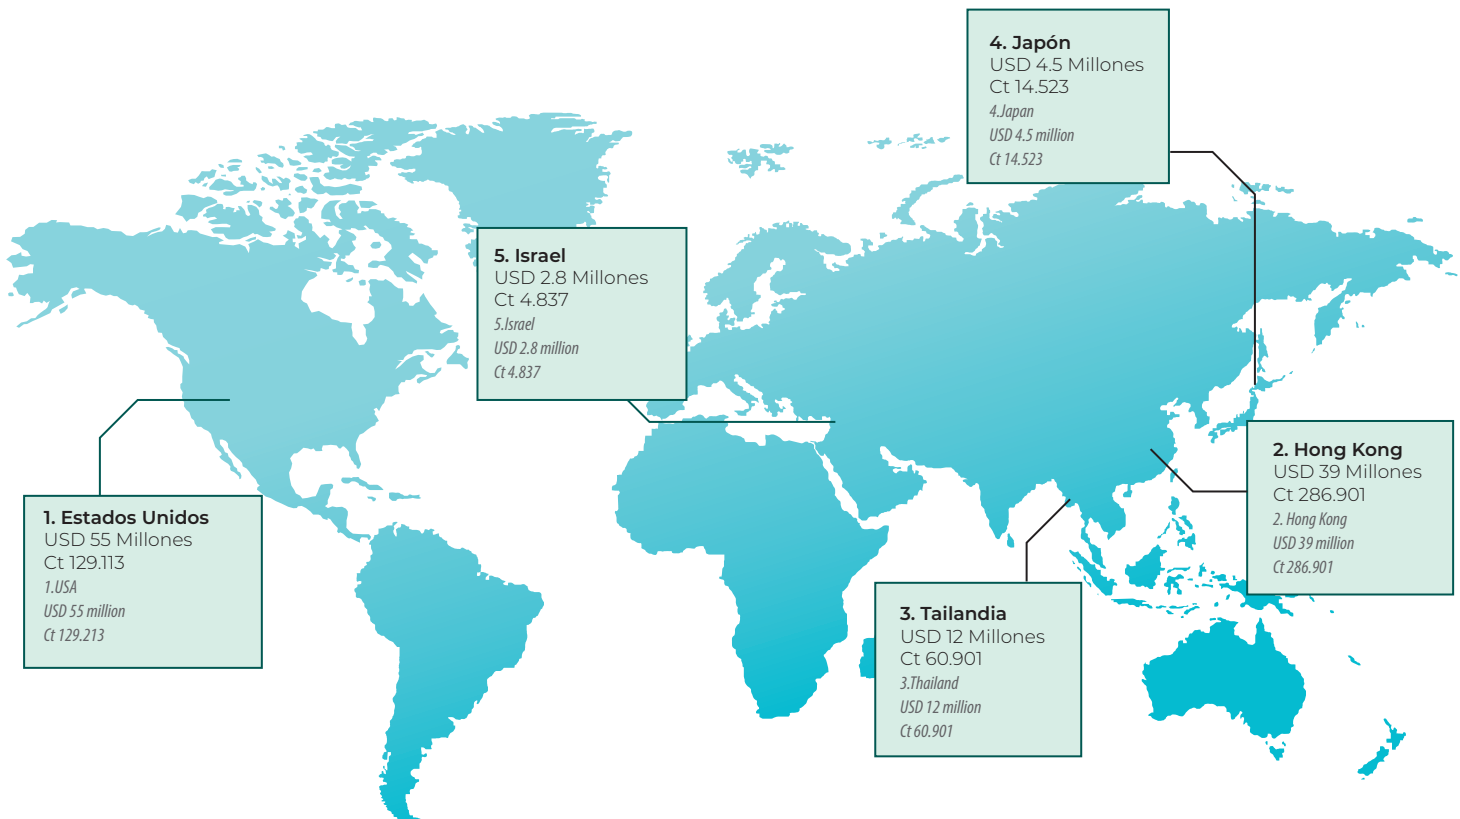 4. Japón
USD 4.5 Millones
Ct 14.523
4.Japan
USD 4.5 million
Ct 14.523
5. Israel
USD 2.8 Millones
Ct 4.837
5.Israel
USD 2.8 million
Ct 4.837
2. Hong Kong
USD 39 Millones
Ct 286.901
2. Hong Kong
USD 39 million
Ct 286.901
1. Estados Unidos
USD 55 Millones
Ct 129.113
1.USA
USD 55 million
Ct 129.213
3. Tailandia
USD 12 Millones
Ct 60.901
3.Thailand
USD 12 million
Ct 60.901